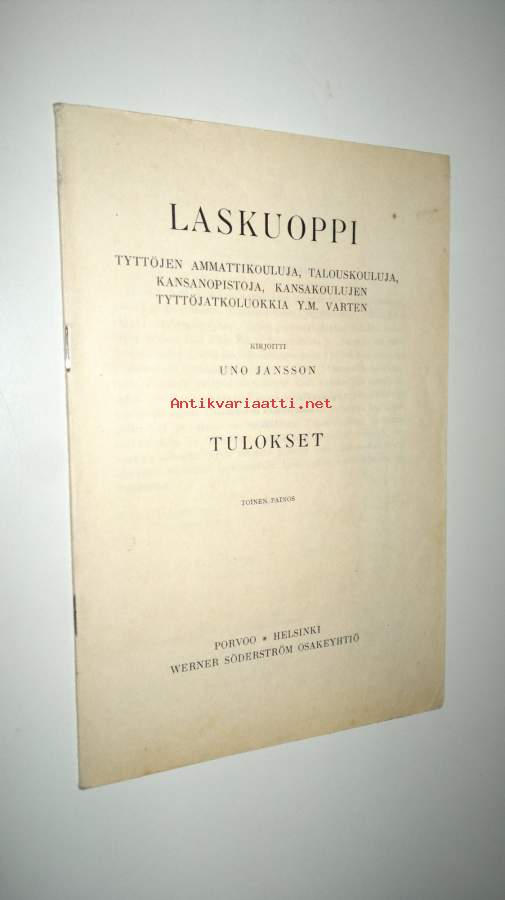 LASKUOPPI
TYTTÖJEN AMMATTIKOULUJA, TALOUSKOULUJA,
KANSANOPISTOJA, KANSAKOULUJEN
TYTTÖJATKOLUOKKIA Y.M. VARTEN
KIRJOITTI
UNO JANSSON
Antikvariaatti.net
TULOKSET
TOINEN PAINOS
PORVOO * HELSINKI
WERNER SÖDERSTRÖM OSAKEYHTIÖ